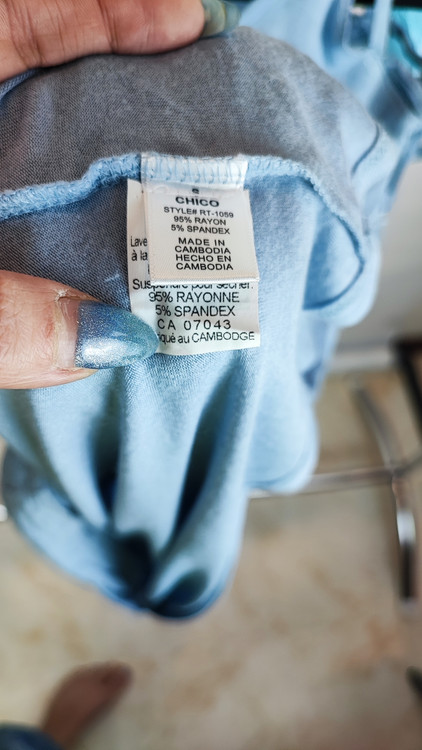 CHICO
STYLE# RT-1059
95% RAYON
5% SPANDEX
MADE IN
CAMBODIA
HECHO EN
CAMBODIA
Lave
à la
Suspendre pour sécher.
95% RAYONNE
5% SPANDEX
CA 07043
iqué au CAMBODGE